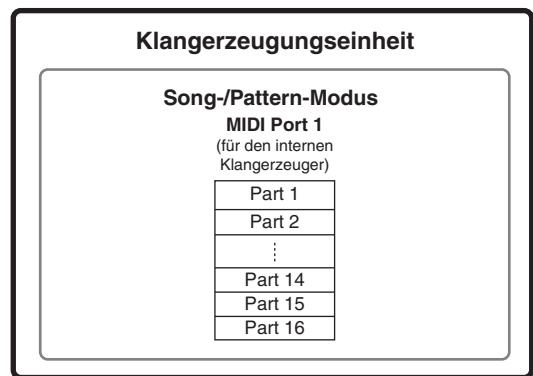 Klangerzeugungseinheit
Song-/Pattern-Modus
MIDI Port 1
(für den internen
Klangerzeuger)
Part 1
Part 2
Part 14
Part 15
Part 16